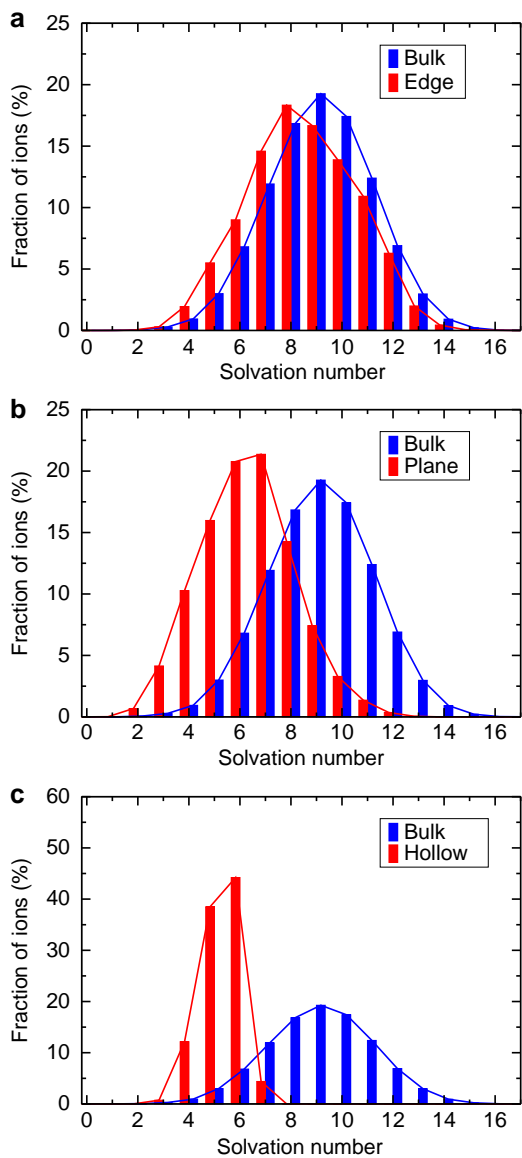 a
25
20
15
10
5
0
Fraction of ions (%)
Bulk
Edge
0 2 4 6 8 10 12 14 16
Solvation number
b
25
20
15
10
5
0
Fraction of ions (%)
Bulk
Plane
0 2 4 6 8 10 12 14 16
Solvation number
c
60
50
40
30
20
10
0
Fraction of ions (%)
Bulk
Hollow
0 2 4 6 8 10 12 14 16
Solvation number